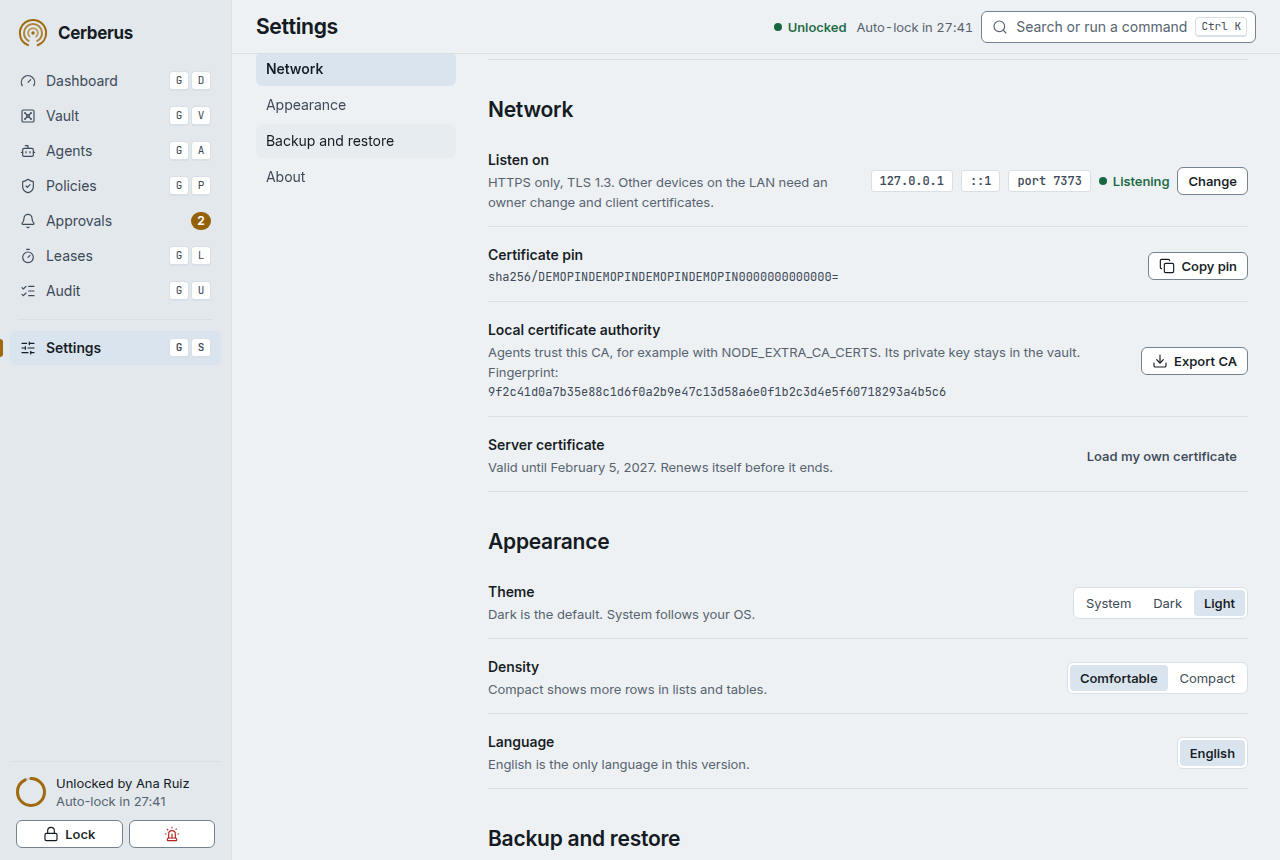 Cerberus
Dashboard G D
Vault G V
Agents G A
Policies G P
Approvals 2
Leases G L
Audit G U
Settings G S
Unlocked by Ana Ruiz
Auto-lock in 27:41
Lock
Settings
Unlocked Auto-lock in 27:41 Search or run a command Ctrl K
Network
Appearance
Backup and restore
About
Network
Listen on
HTTPS only, TLS 1.3. Other devices on the LAN need an
owner change and client certificates.
127.0.0.1 ::1 port 7373 Listening Change
Certificate pin
sha256/DEMOPINDEMOPINDEMOPINDEMOPIN0000000000000=
Copy pin
Local certificate authority
Agents trust this CA, for example with NODE_EXTRA_CA_CERTS. Its private key stays in the vault.
Fingerprint:
9f2c41d0a7b35e88c1d6f0a2b9e47c13d58a6e0f1b2c3d4e5f60718293a4b5c6
Export CA
Server certificate
Valid until February 5, 2027. Renews itself before it ends.
Load my own certificate
Appearance
Theme
Dark is the default. System follows your OS.
System Dark Light
Density
Compact shows more rows in lists and tables.
Comfortable Compact
Language
English is the only language in this version.
English
Backup and restore